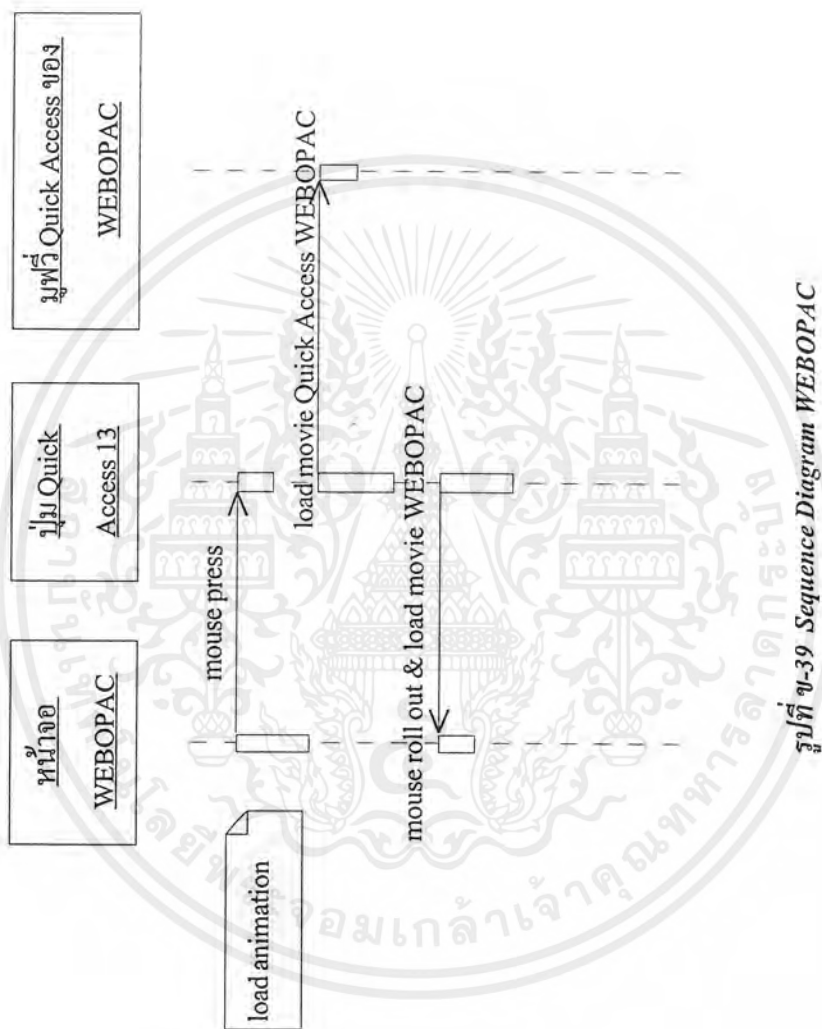 หน้าจอ
WEBOPAC
ปุ่ม Quick
Access 13
มูฟวี่ Quick Access ของ
WEBOPAC
load animation
mouse press
load movie Quick Access WEBOPAC
mouse roll out & load movie WEBOPAC
รูปที่ ข-39 Sequence Diagram WEBOPAC